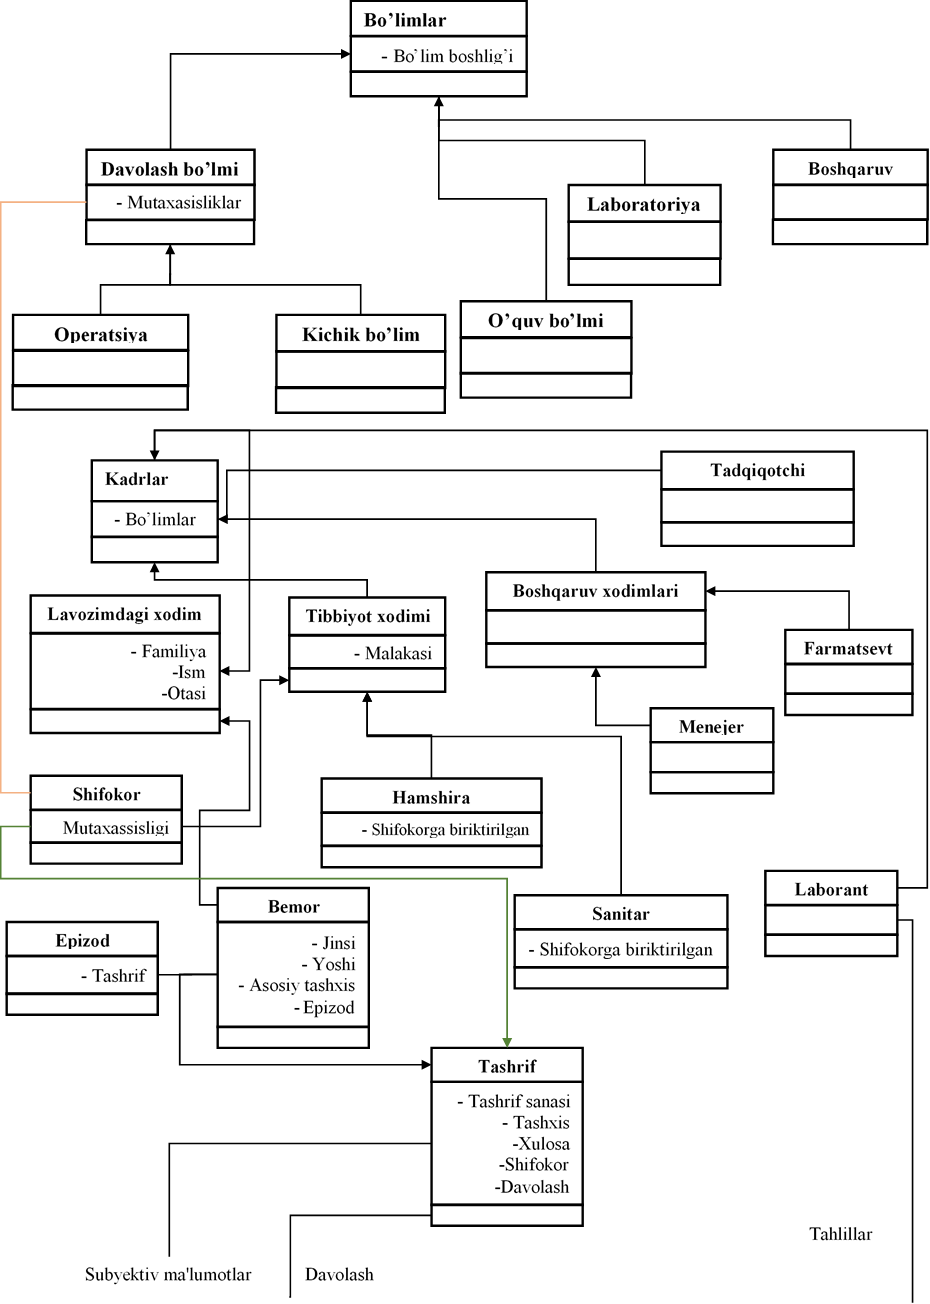 Bo’limlar
- Bo`lim boshlig`i
Davolash bo’lmi
- Mutaxasisliklar
Boshqaruv
Laboratoriya
O’quv bo’lmi
Operatsiya
Kichik bo’lim
Kadrlar
- Bo`limlar
Tadqiqotchi
Boshqaruv xodimlari
Lavozimdagi xodim
- Familiya
-Ism
-Otasi
Tibbiyot xodimi
- Malakasi
Farmatsevt
Menejer
Shifokor
Mutaxassisligi
Hamshira
- Shifokorga biriktirilgan
Laborant
Bemor
- Jinsi
- Yoshi
- Asosiy tashxis
- Epizod
Sanitar
- Shifokorga biriktirilgan
Epizod
- Tashrif
Tashrif
- Tashrif sanasi
- Tashxis
-Xulosa
-Shifokor
-Davolash
Tahlillar
Subyektiv ma'lumotlar
Davolash